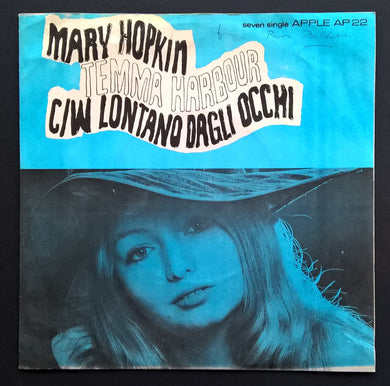 seven single APPLE AP 22
MARY HOPKIN
TEMMA HARBOUR
C/W LONTANO DAGLI OCCHI